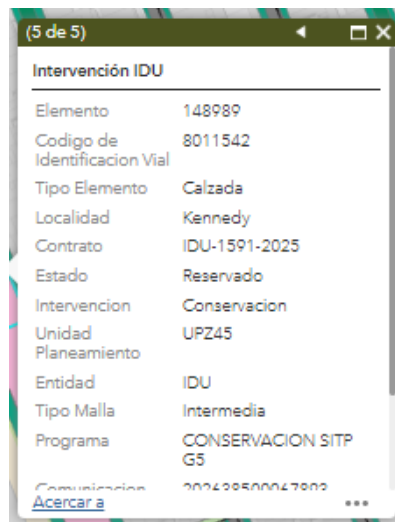 (5 de 5)
Intervención IDU
Elemento 148989
Codigo de Identificacion Vial 8011542
Tipo Elemento Calzada
Localidad Kennedy
Contrato IDU-1591-2025
Estado Reservado
Intervencion Conservacion
Unidad Planeamiento UPZ45
Entidad IDU
Tipo Malla Intermedia
Programa CONSERVACION SITP G5
Comunicacion 202638500067893
Acercar a